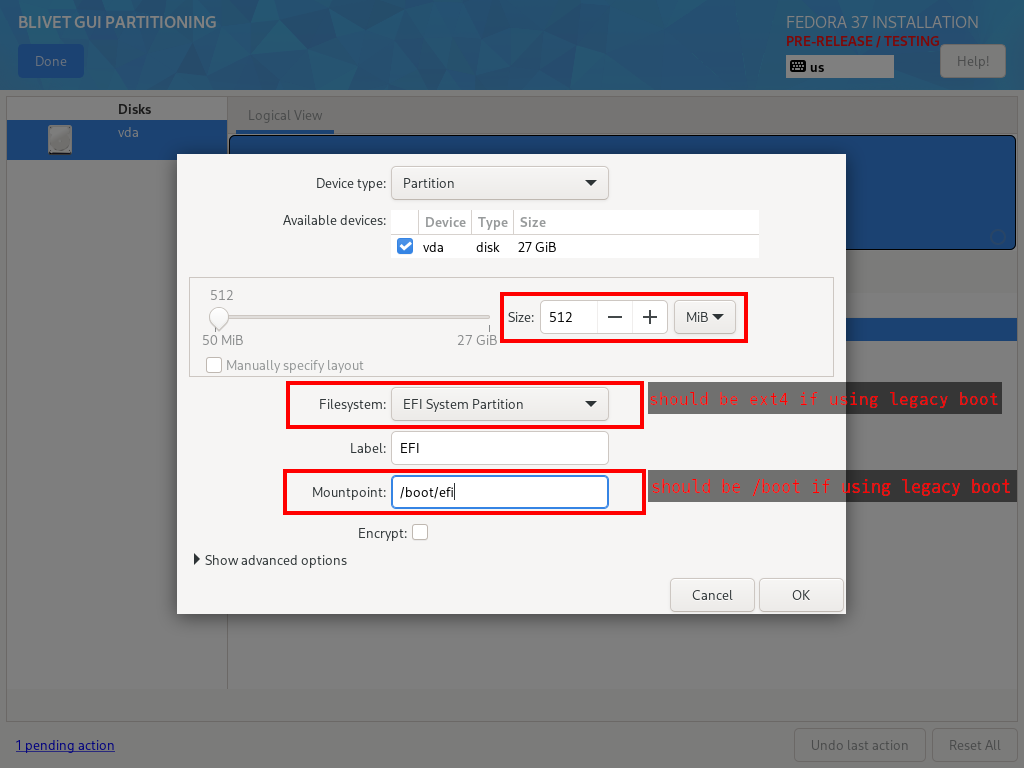 BLIVET GUI PARTITIONING
Done
FEDORA 37 INSTALLATION
PRE-RELEASE / TESTING
us
Help!
Disks
vda
Logical View
Device type: Partition
Available devices:
Device Type Size
vda disk 27 GiB
512
50 MiB 27 GiB
Size: 512 MiB
Manually specify layout
Filesystem: EFI System Partition
should be ext4 if using legacy boot
Label: EFI
Mountpoint: /boot/efi
should be /boot if using legacy boot
Encrypt:
Show advanced options
Cancel OK
1 pending action
Undo last action Reset All